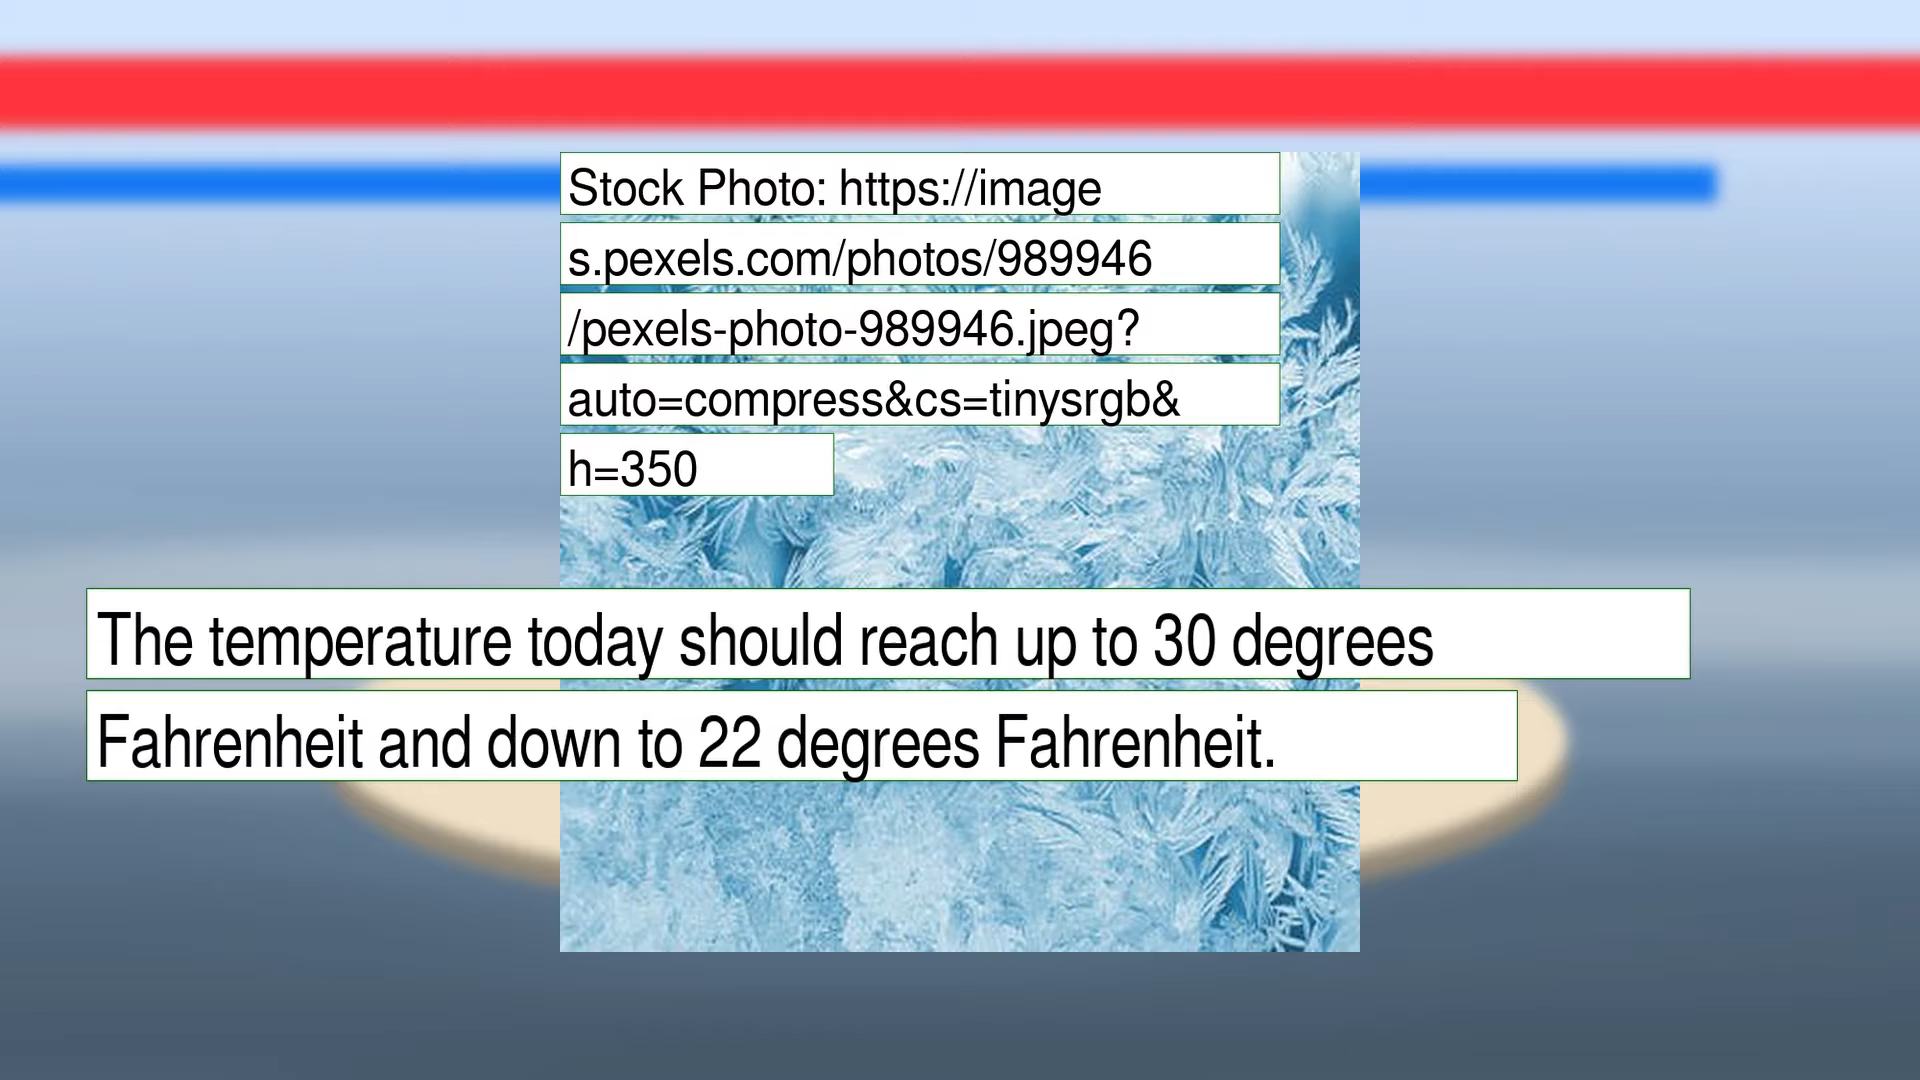 Stock Photo: https://image
s.pexels.com/photos/989946
/pexels-photo-989946.jpeg?
auto=compress&cs=tinysrgb&
h=350
The temperature today should reach up to 30 degrees
Fahrenheit and down to 22 degrees Fahrenheit.